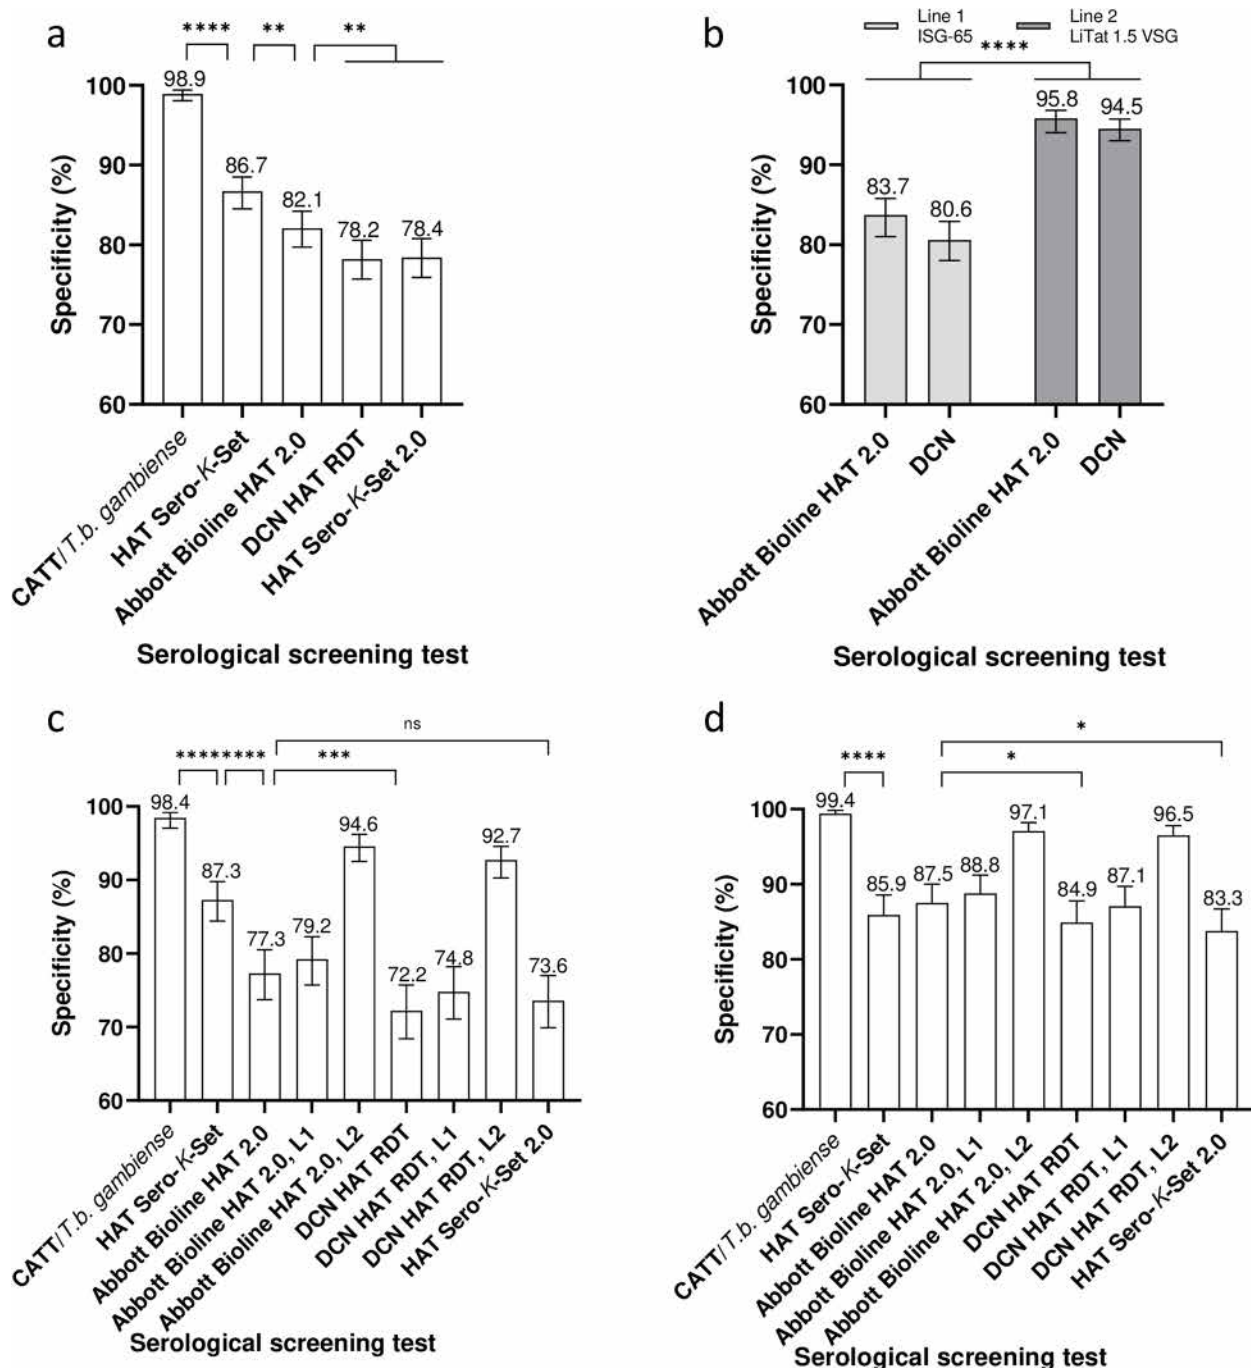 a
**** ** **
98.9
86.7
82.1
78.2
78.4
100
90
80
70
60
Specificity (%)
CATT/T.b. gambiense
HAT Sero-K-Set
Abbott Bioline HAT 2.0
DCN HAT RDT
HAT Sero-K-Set 2.0
Serological screening test
b
Line 1
ISG-65
Line 2
LiTat 1.5 VSG
****
83.7
80.6
95.8
94.5
100
90
80
70
60
Specificity (%)
Abbott Bioline HAT 2.0
DCN
Abbott Bioline HAT 2.0
DCN
Serological screening test
c
ns
******** ***
98.4
87.3
77.3
79.2
94.6
72.2
74.8
92.7
73.6
100
90
80
70
60
Specificity (%)
CATT/T.b. gambiense
HAT Sero-K-Set
Abbott Bioline HAT 2.0
Abbott Bioline HAT 2.0, L1
Abbott Bioline HAT 2.0, L2
DCN HAT RDT
DCN HAT RDT, L1
DCN HAT RDT, L2
HAT Sero-K-Set 2.0
Serological screening test
d
*
**** *
99.4
85.9
87.5
88.8
97.1
84.9
87.1
96.5
83.3
100
90
80
70
60
Specificity (%)
CATT/T.b. gambiense
HAT Sero-K-Set
Abbott Bioline HAT 2.0
Abbott Bioline HAT 2.0, L1
Abbott Bioline HAT 2.0, L2
DCN HAT RDT
DCN HAT RDT, L1
DCN HAT RDT, L2
HAT Sero-K-Set 2.0
Serological screening test